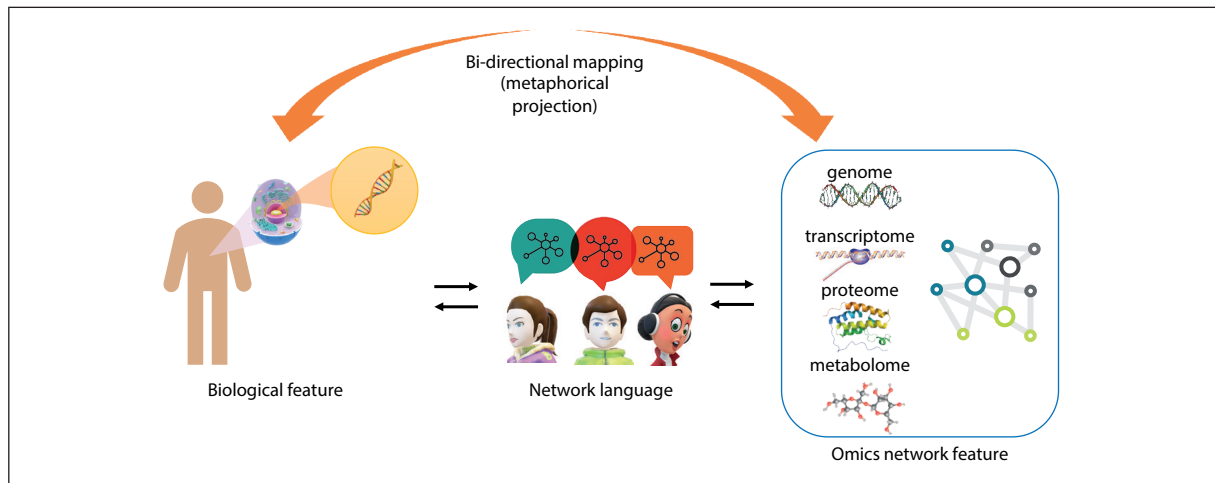 Bi-directional mapping
(metaphorical
projection)
genome
transcriptome
proteome
metabolome
Biological feature
Network language
Omics network feature